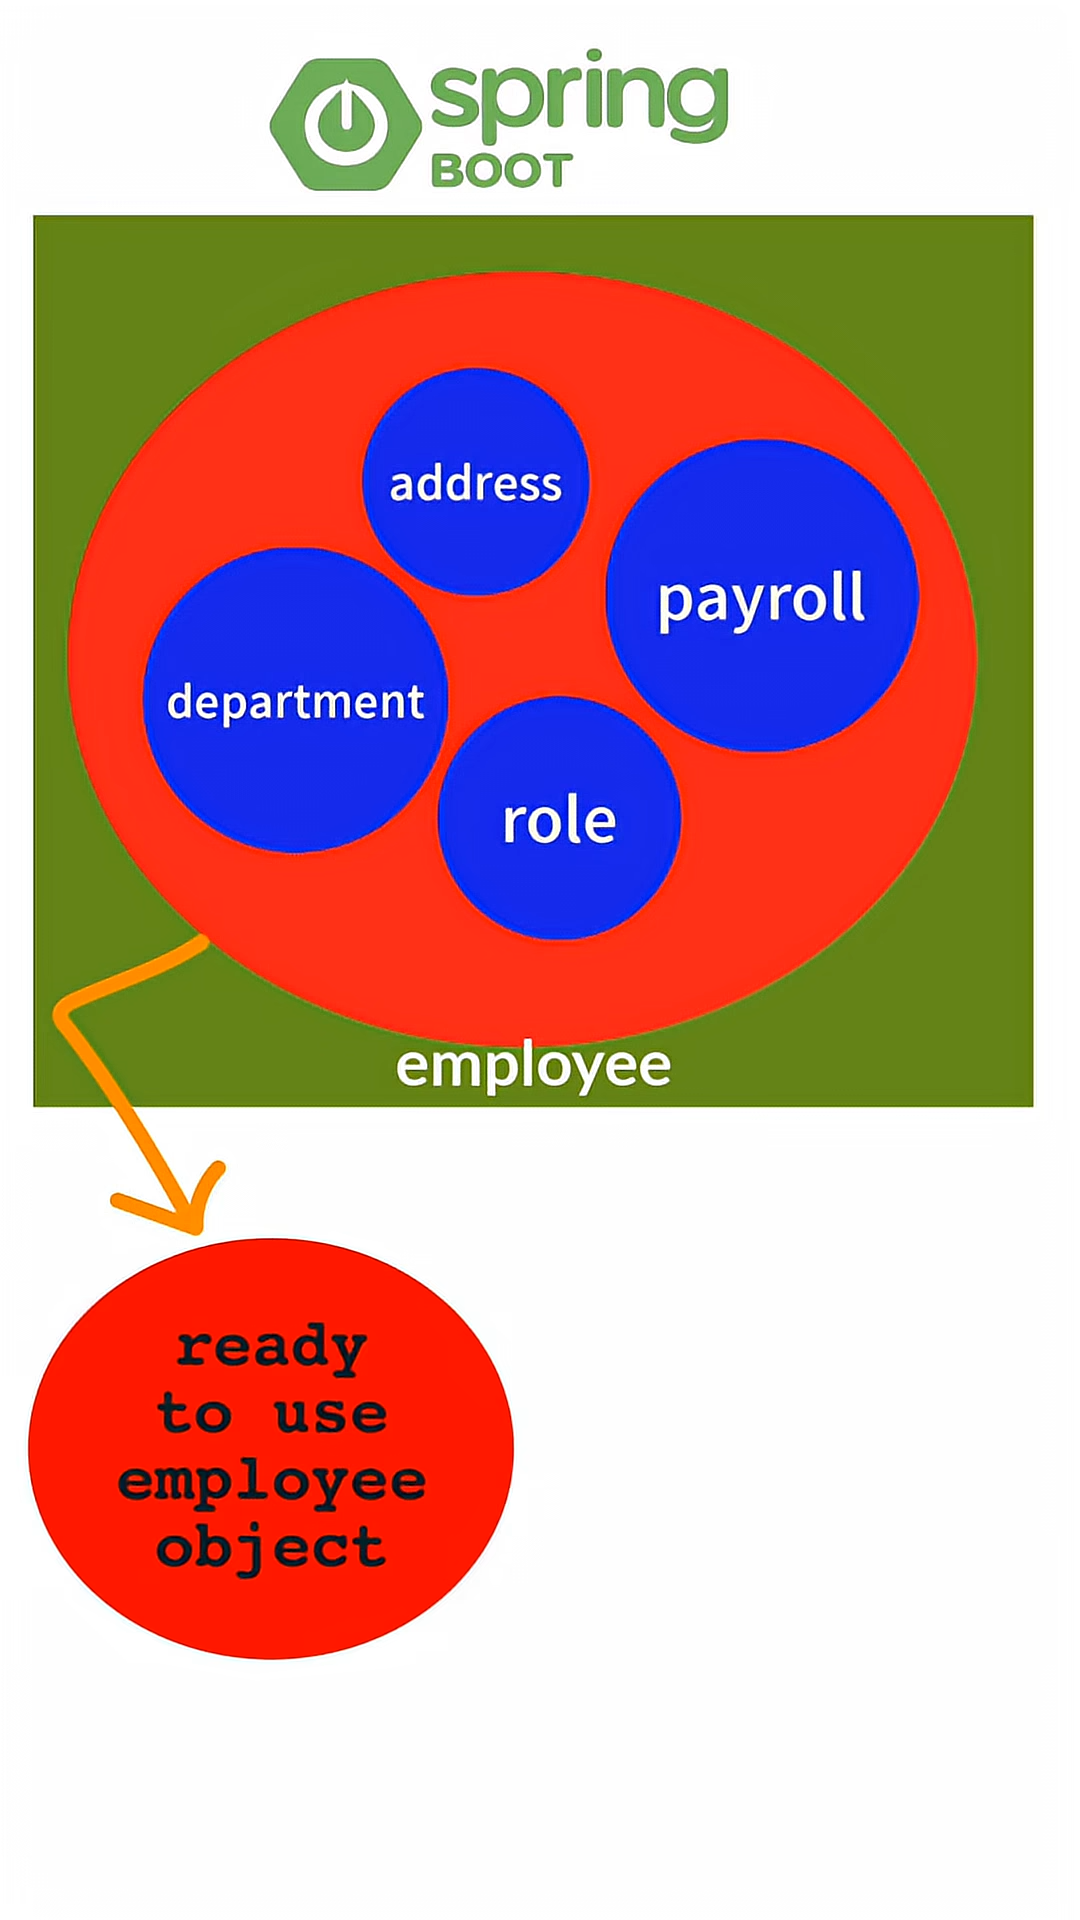 spring
BOOT
address
payroll
department
role
employee
ready
to use
employee
object